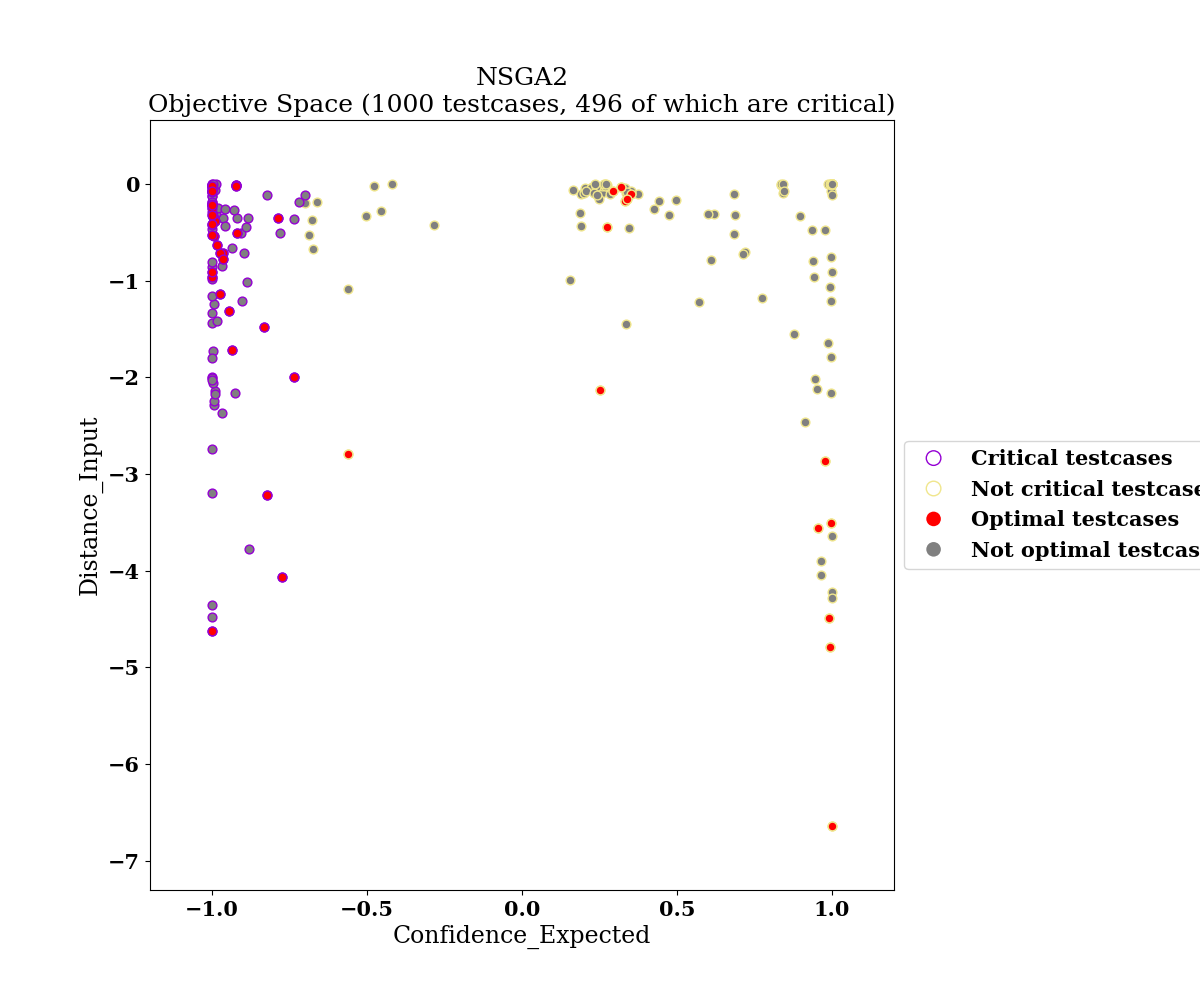 NSGA2
Objective Space (1000 testcases, 496 of which are critical)
0
−1
−2
−3
−4
−5
−6
−7
Distance_Input
−1.0
−0.5
0.0
0.5
1.0
Confidence_Expected
Critical testcases
Not critical testcase
Optimal testcases
Not optimal testcas